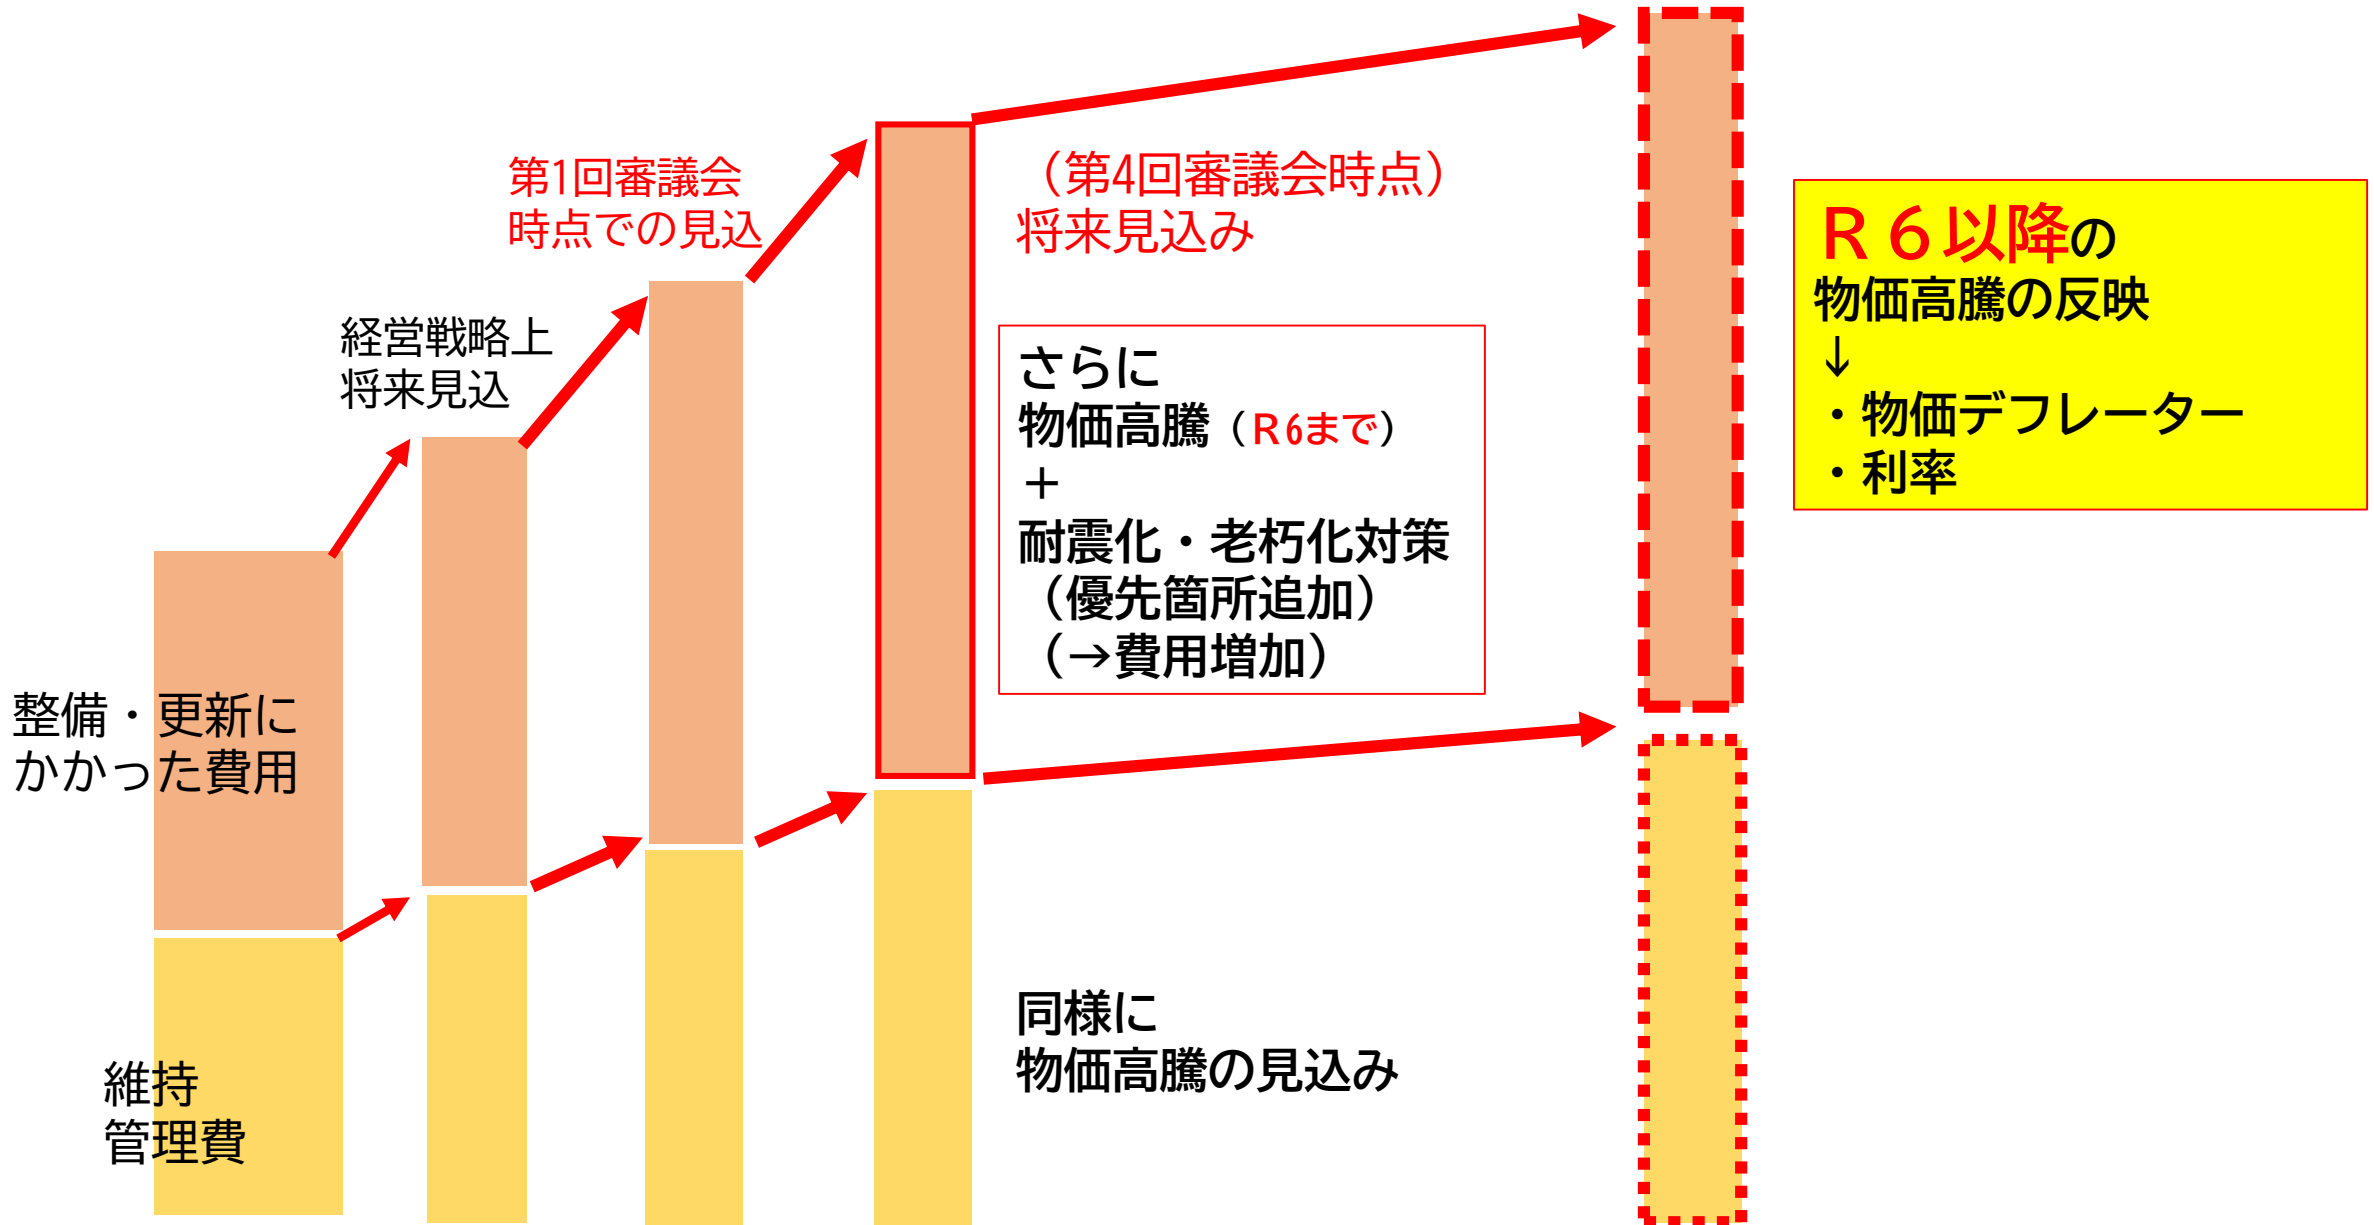 第1回審議会
時点での見込
経営戦略上
将来見込
整備・更新に
かかった費用
維持
管理費
（第4回審議会時点）
将来見込み
さらに
物価高騰（Ｒ6まで）
＋
耐震化・老朽化対策
（優先箇所追加）
（→費用増加）
同様に
物価高騰の見込み
Ｒ６以降の
物価高騰の反映
↓
・物価デフレーター
・利率